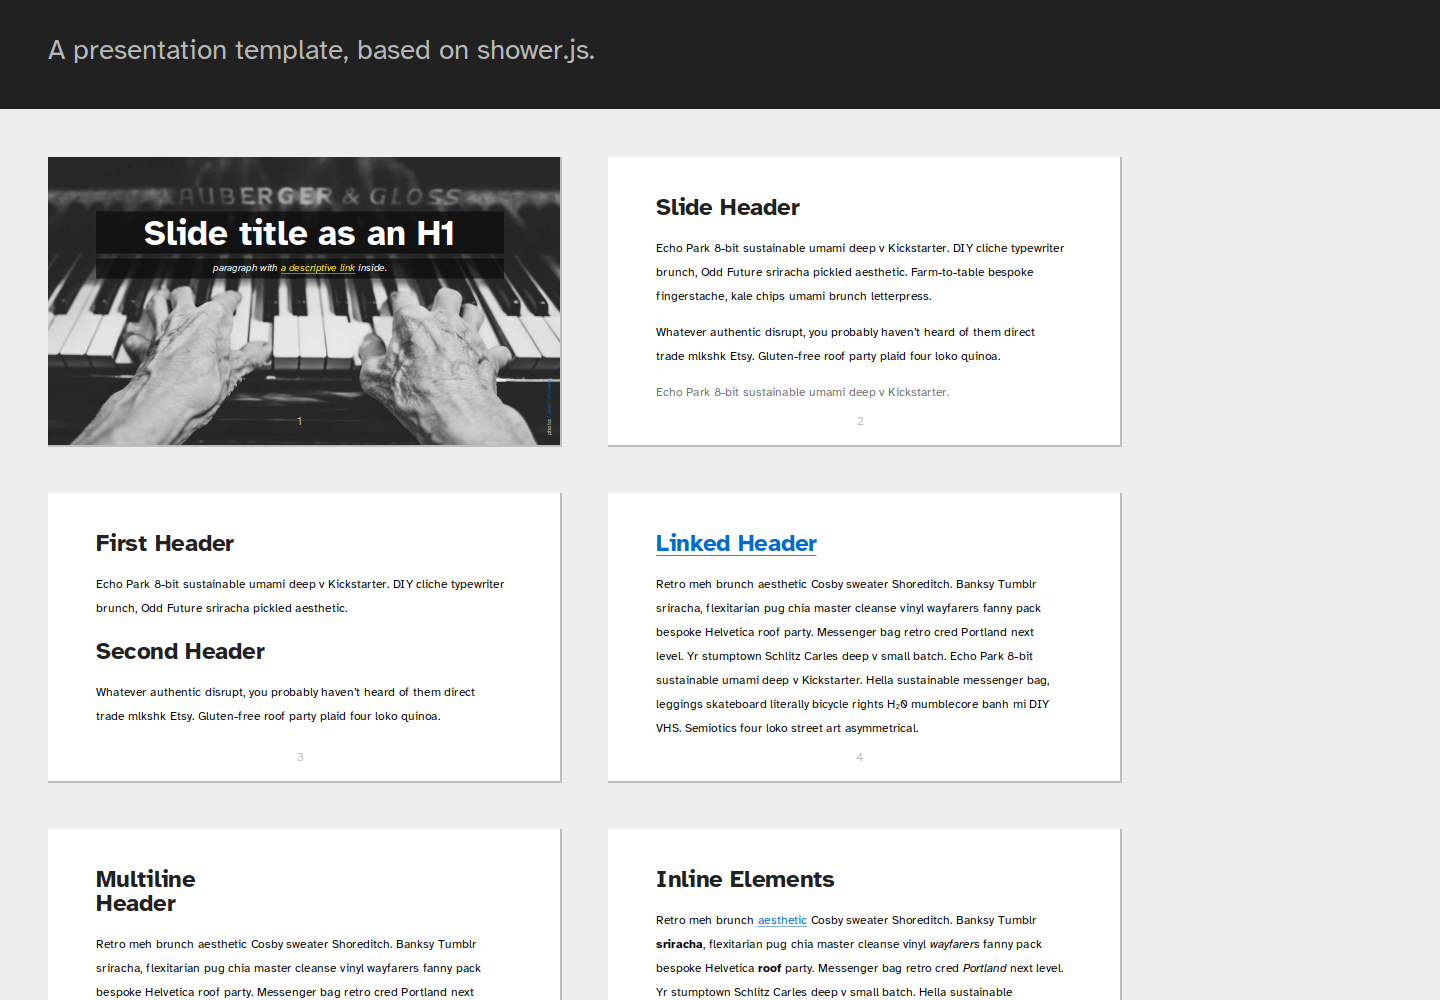 A presentation template, based on shower.js.
AUBERGER & GLOSS
Slide title as an H1
paragraph with a descriptive link inside.
photo:
1
Slide Header
Echo Park 8-bit sustainable umami deep v Kickstarter. DIY cliche typewriter
brunch, Odd Future sriracha pickled aesthetic. Farm-to-table bespoke
fingerstache, kale chips umami brunch letterpress.
Whatever authentic disrupt, you probably haven't heard of them direct
trade mlkshk Etsy. Gluten-free roof party plaid four loko quinoa.
Echo Park 8-bit sustainable umami deep v Kickstarter.
2
First Header
Echo Park 8-bit sustainable umami deep v Kickstarter. DIY cliche typewriter
brunch, Odd Future sriracha pickled aesthetic.
Second Header
Whatever authentic disrupt, you probably haven't heard of them direct
trade mlkshk Etsy. Gluten-free roof party plaid four loko quinoa.
3
Linked Header
Retro meh brunch aesthetic Cosby sweater Shoreditch. Banksy Tumblr
sriracha, flexitarian pug chia master cleanse vinyl wayfarers fanny pack
bespoke Helvetica roof party. Messenger bag retro cred Portland next
level. Yr stumptown Schlitz Carles deep v small batch. Echo Park 8-bit
sustainable umami deep v Kickstarter. Hella sustainable messenger bag,
leggings skateboard literally bicycle rights H₂0 mumblecore banh mi DIY
VHS. Semiotics four loko street art asymmetrical.
4
Multiline
Header
Retro meh brunch aesthetic Cosby sweater Shoreditch. Banksy Tumblr
sriracha, flexitarian pug chia master cleanse vinyl wayfarers fanny pack
bespoke Helvetica roof party. Messenger bag retro cred Portland next
Inline Elements
Retro meh brunch aesthetic Cosby sweater Shoreditch. Banksy Tumblr
sriracha, flexitarian pug chia master cleanse vinyl wayfarers fanny pack
bespoke Helvetica roof party. Messenger bag retro cred Portland next level.
Yr stumptown Schlitz Carles deep v small batch. Hella sustainable